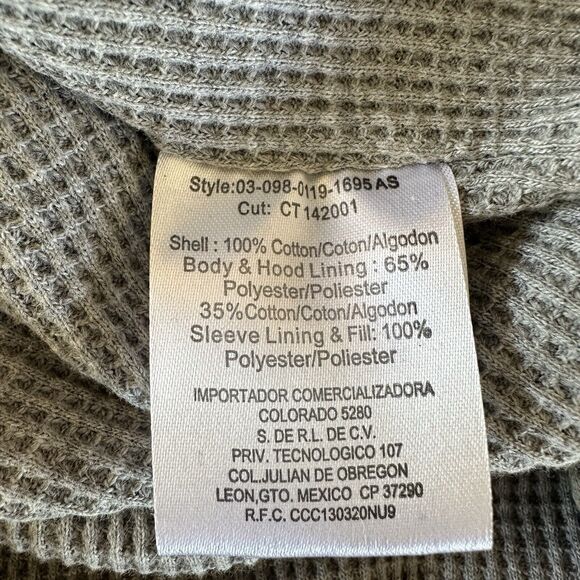 Style:03-098-0119-1695 AS
Cut: CT 142001
Shell : 100% Cotton/Coton/Algodon
Body & Hood Lining : 65%
Polyester/Poliester
35%Cotton/Coton/Algodon
Sleeve Lining & Fill: 100%
Polyester/Poliester
IMPORTADOR COMERCIALIZADORA
COLORADO 5280
S. DE R.L. DE C.V.
PRIV. TECNOLOGICO 107
COL.JULIAN DE OBREGON
LEON,GTO. MEXICO CP 37290
R.F.C. CCC130320NU9